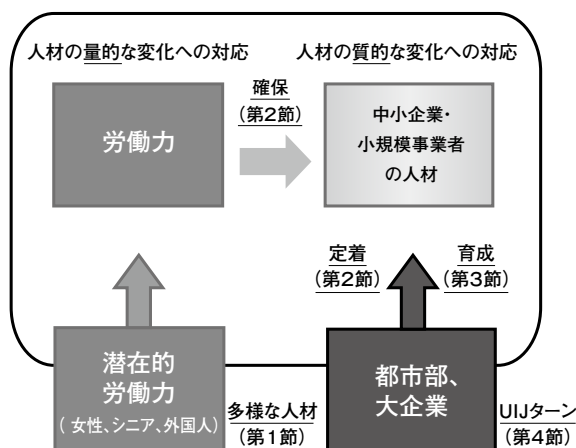 人材の量的な変化への対応
人材の質的な変化への対応
労働力
確保
(第2節)
中小企業・
小規模事業者
の人材
定着
(第2節)
育成
(第3節)
潜在的
労働力
(女性、シニア、外国人)
多様な人材
(第1節)
都市部、
大企業
UIJターン
(第4節)